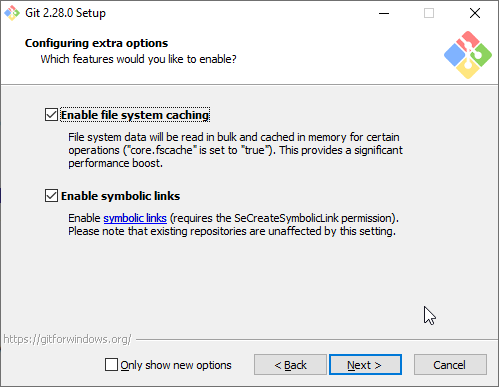 Git 2.28.0 Setup
Configuring extra options
Which features would you like to enable?
Enable file system caching
File system data will be read in bulk and cached in memory for certain
operations ("core.fscache" is set to "true"). This provides a significant
performance boost.
Enable symbolic links
Enable symbolic links (requires the SeCreateSymbolicLink permission).
Please note that existing repositories are unaffected by this setting.
https://gitforwindows.org/
Only show new options
< Back
Next >
Cancel